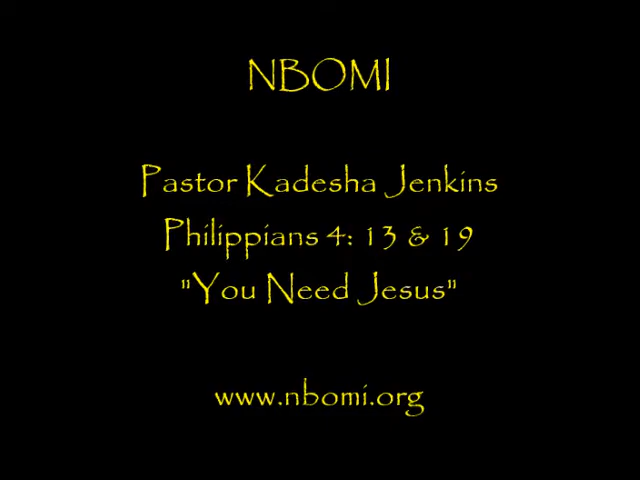 NBOMI
Pastor Kadesha Jenkins
Philippians 4: 13 & 19
"You Need Jesus"
www.nbomi.org